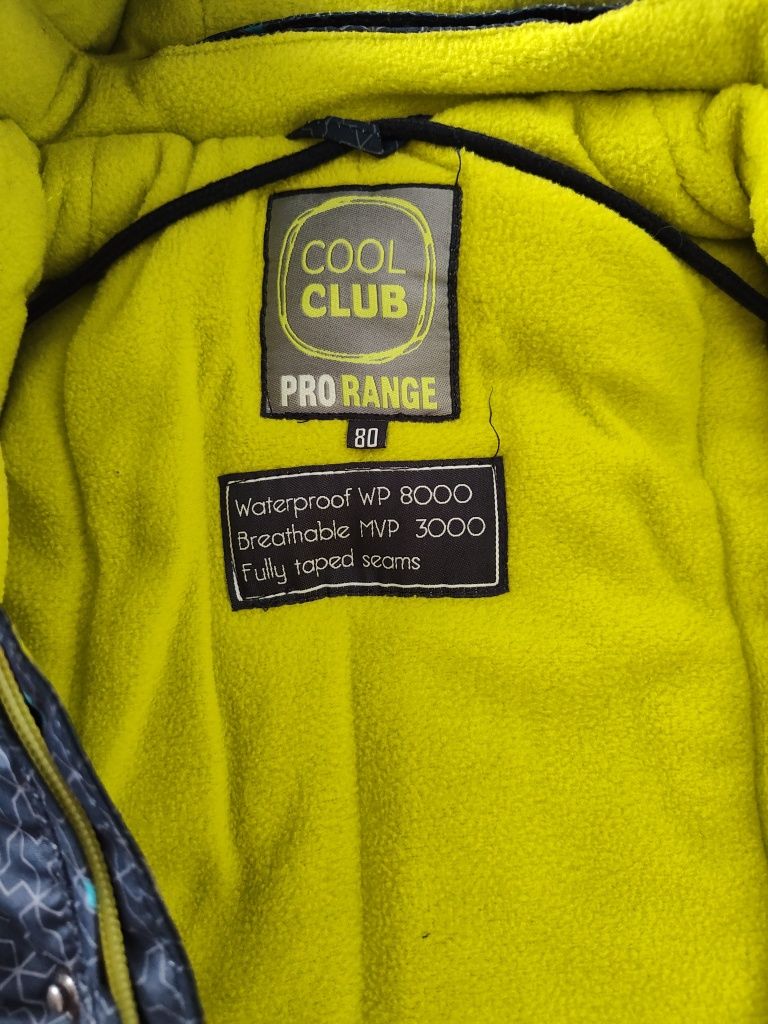 COOL
CLUB
PRO RANGE
80
Waterproof WP 8000
Breathable MVP 3000
Fully taped seams